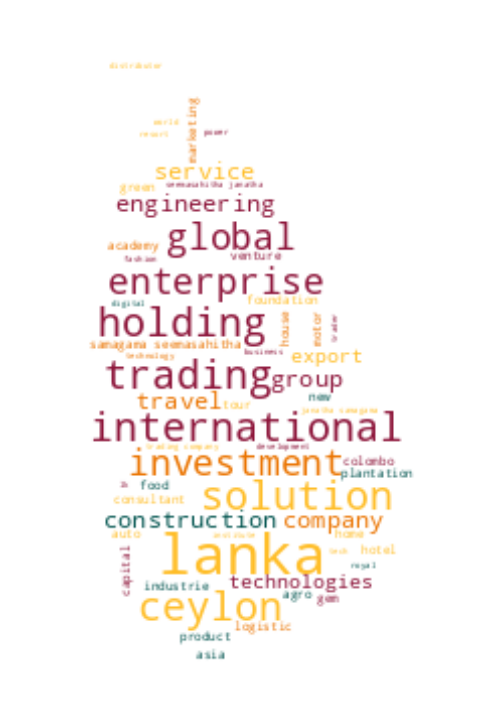 distributor
world
resort
marketing
power
service
green
seemasahitha janatha
engineering
global
academy
venture
fashion
enterprise
digital
foundation
holding
house
motor
trader
samagama seemasahitha
business
technology
export
trading
group
new
travel
tour
janatha samagama
international
trading company
development
investment
colombo
plantation
food
consultant
solution
construction
company
auto
institute
home
lanka
tech
hotel
royal
capital
technologies
industrie
agro
gem
ceylon
logistic
product
asia